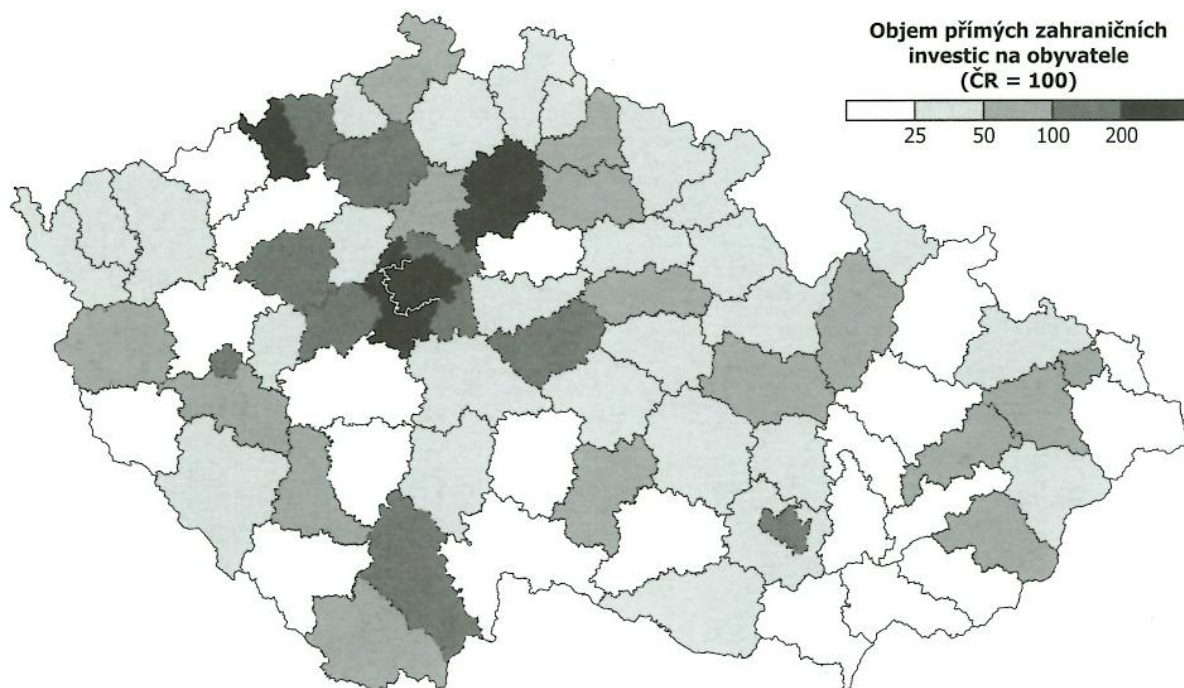 Objem přímých zahraničních
investic na obyvatele
(ČR = 100)
25 50 100 200